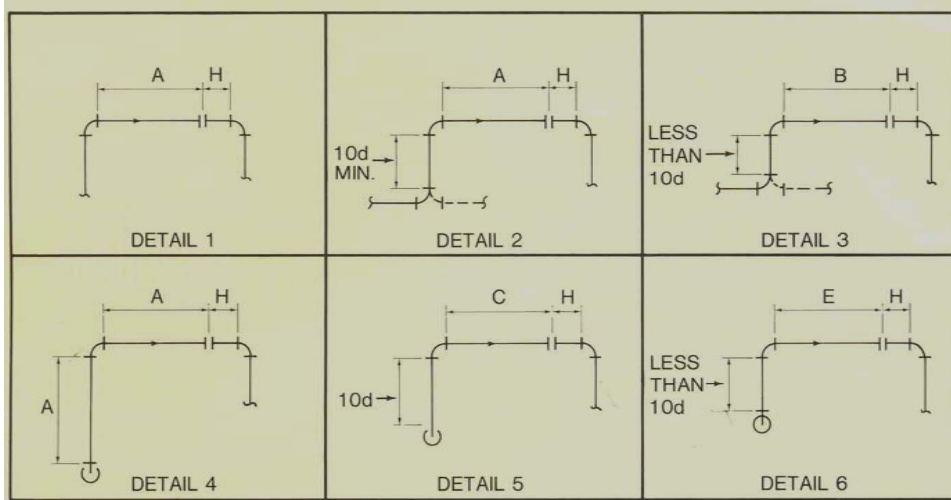 A H
A H
B H
10d
MIN.
LESS
THAN
10d
DETAIL 1
DETAIL 2
DETAIL 3
A H
C H
E H
A
10d
LESS
THAN
10d
DETAIL 4
DETAIL 5
DETAIL 6